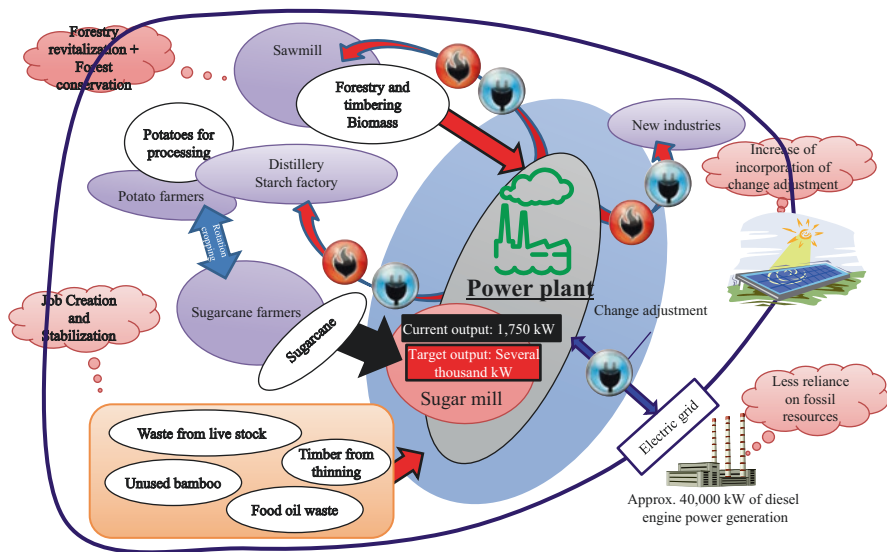 Forestry
revitalization +
Forest
conservation
Sawmill
Forestry and
timbering
Biomass
Potatoes for
processing
Distillery
Starch factory
Potato farmers
Rotation
cropping
New industries
Increase of
incorporation of
change adjustment
Power plant
Job Creation
and
Stabilization
Sugarcane farmers
Sugarcane
Current output: 1,750 kW
Target output: Several
thousand kW
Sugar mill
Change adjustment
Electric grid
Less reliance
on fossil
resources
Approx. 40,000 kW of diesel
engine power generation
Waste from live stock
Timber from
thinning
Unused bamboo
Food oil waste